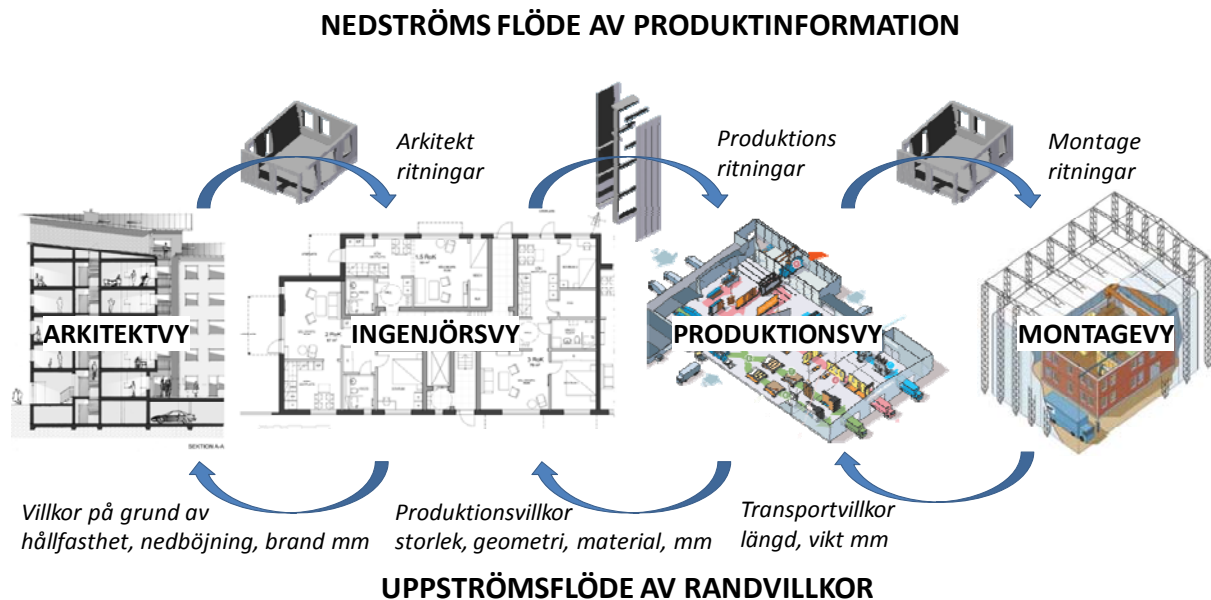 NEDSTRÖMS FLÖDE AV PRODUKTINFORMATION
Arkitekt
ritningar
Produktions
ritningar
Montage
ritningar
ARKITEKTVY
INGENJÖRSVY
PRODUKTIONSVY
MONTAGEVY
SEKTION A-A
Villkor på grund av
hållfasthet, nedböjning, brand mm
Produktionsvillkor
storlek, geometri, material, mm
Transportvillkor
längd, vikt mm
UPPSTRÖMSFLÖDE AV RANDVILLKOR